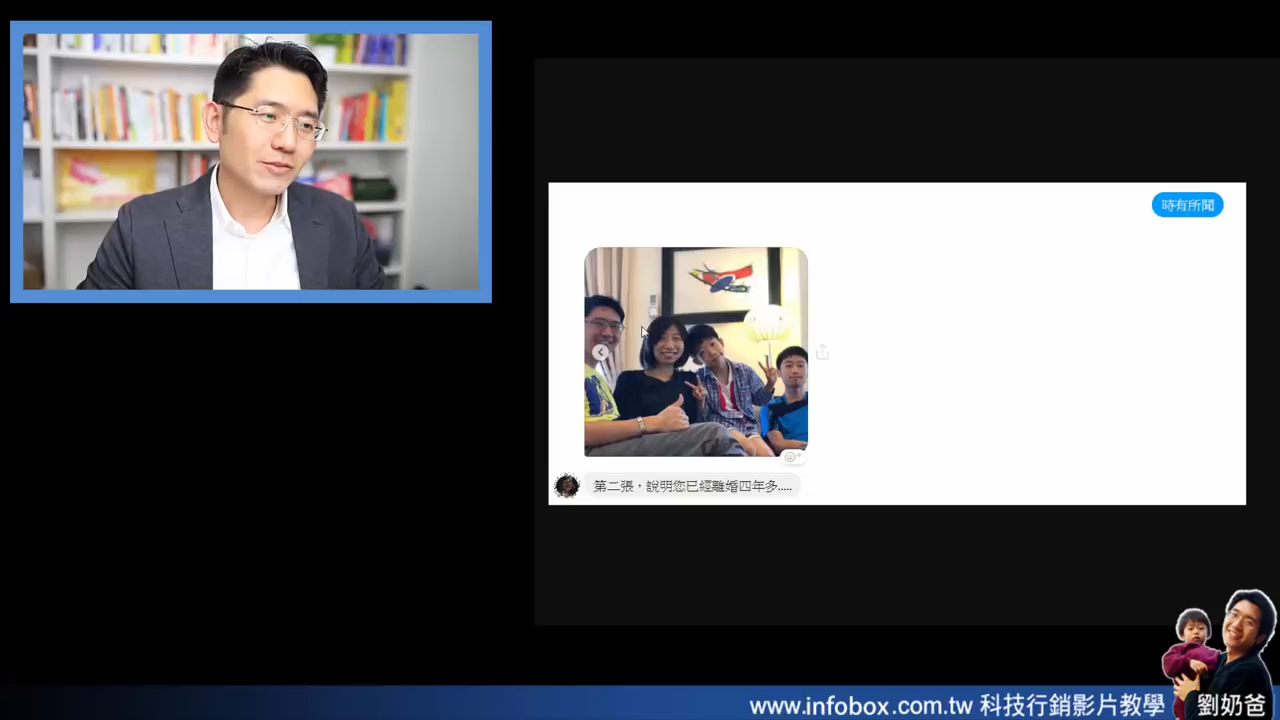 時有所聞
第二張，說明您已經離婚四年多.....
www.infobox.com.tw 科技行銷影片教學
劉奶爸